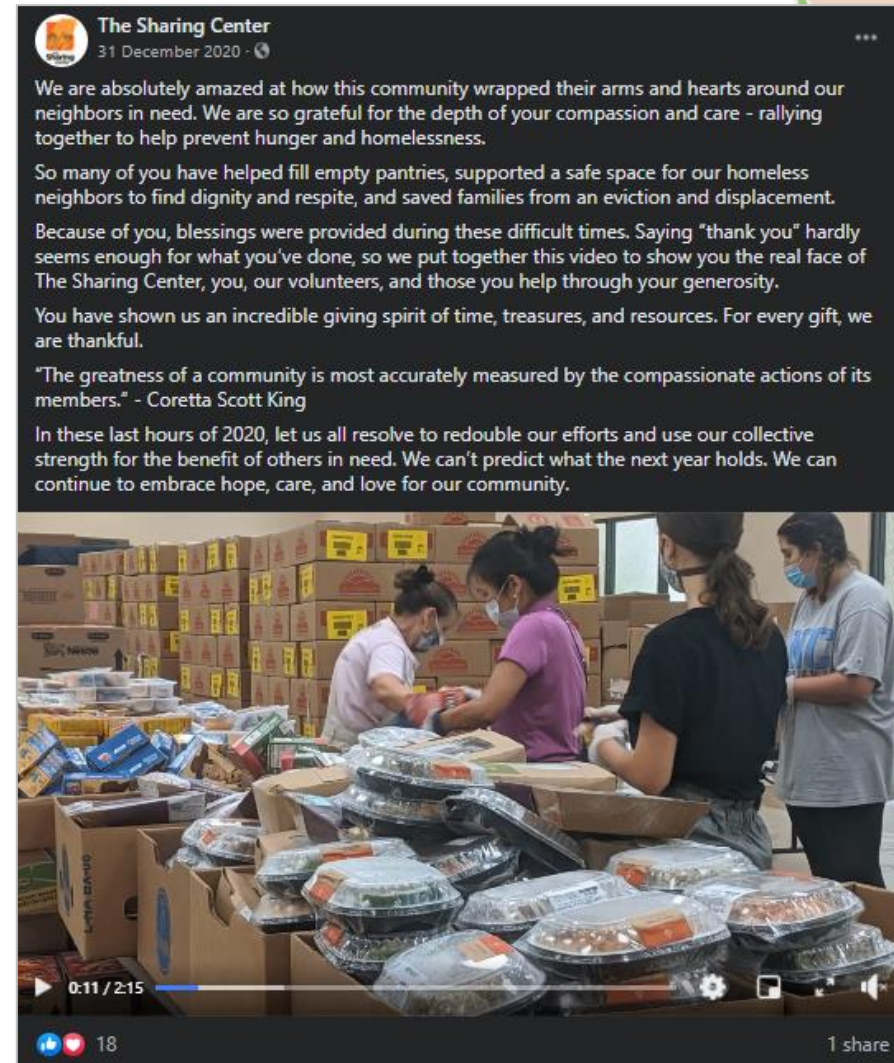 The Sharing Center
31 December 2020 ·
We are absolutely amazed at how this community wrapped their arms and hearts around our
neighbors in need. We are so grateful for the depth of your compassion and care - rallying
together to help prevent hunger and homelessness.
So many of you have helped fill empty pantries, supported a safe space for our homeless
neighbors to find dignity and respite, and saved families from an eviction and displacement.
Because of you, blessings were provided during these difficult times. Saying “thank you” hardly
seems enough for what you’ve done, so we put together this video to show you the real face of
The Sharing Center, you, our volunteers, and those you help through your generosity.
You have shown us an incredible giving spirit of time, treasures, and resources. For every gift, we
are thankful.
“The greatness of a community is most accurately measured by the compassionate actions of its
members.” - Coretta Scott King
In these last hours of 2020, let us all resolve to redouble our efforts and use our collective
strength for the benefit of others in need. We can’t predict what the next year holds. We can
continue to embrace hope, care, and love for our community.
0:11 / 2:15
18
1 share